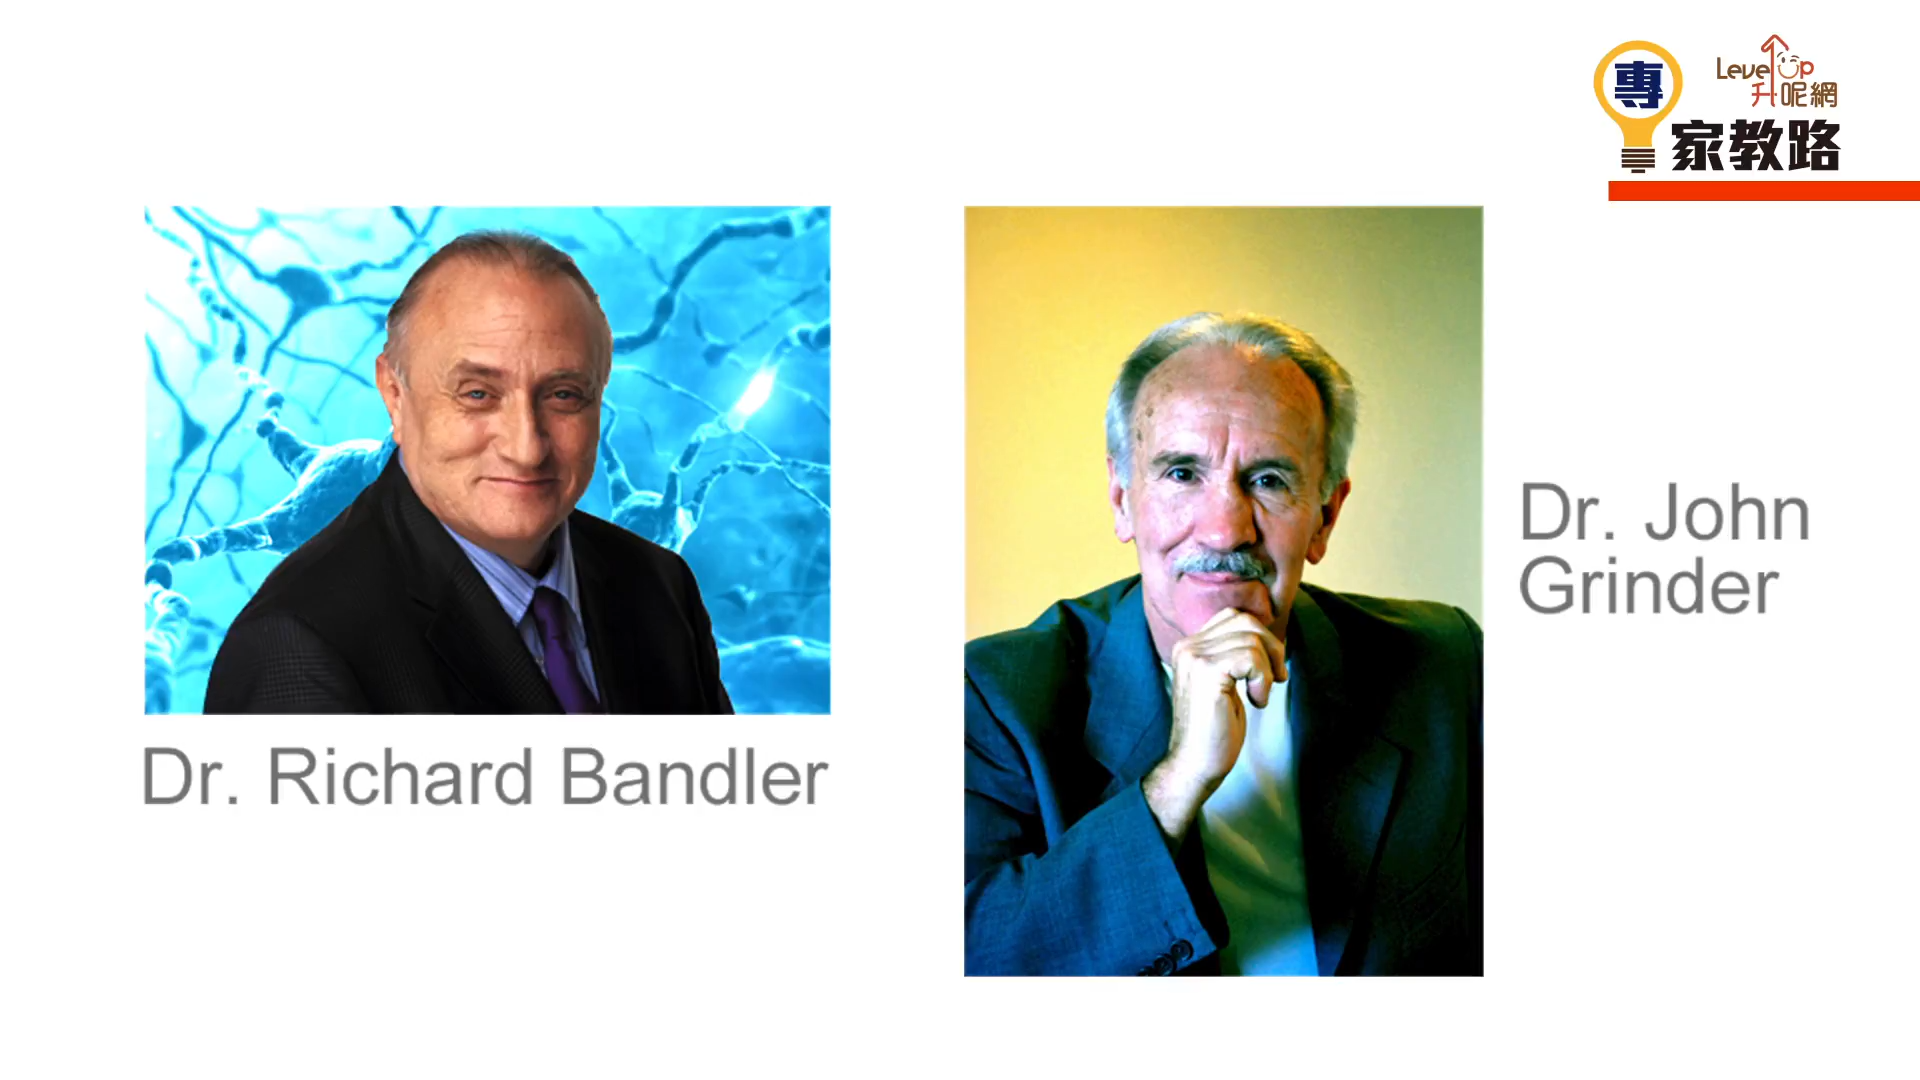 Level Up
升呢網
專家教路
Dr. Richard Bandler
Dr. John
Grinder